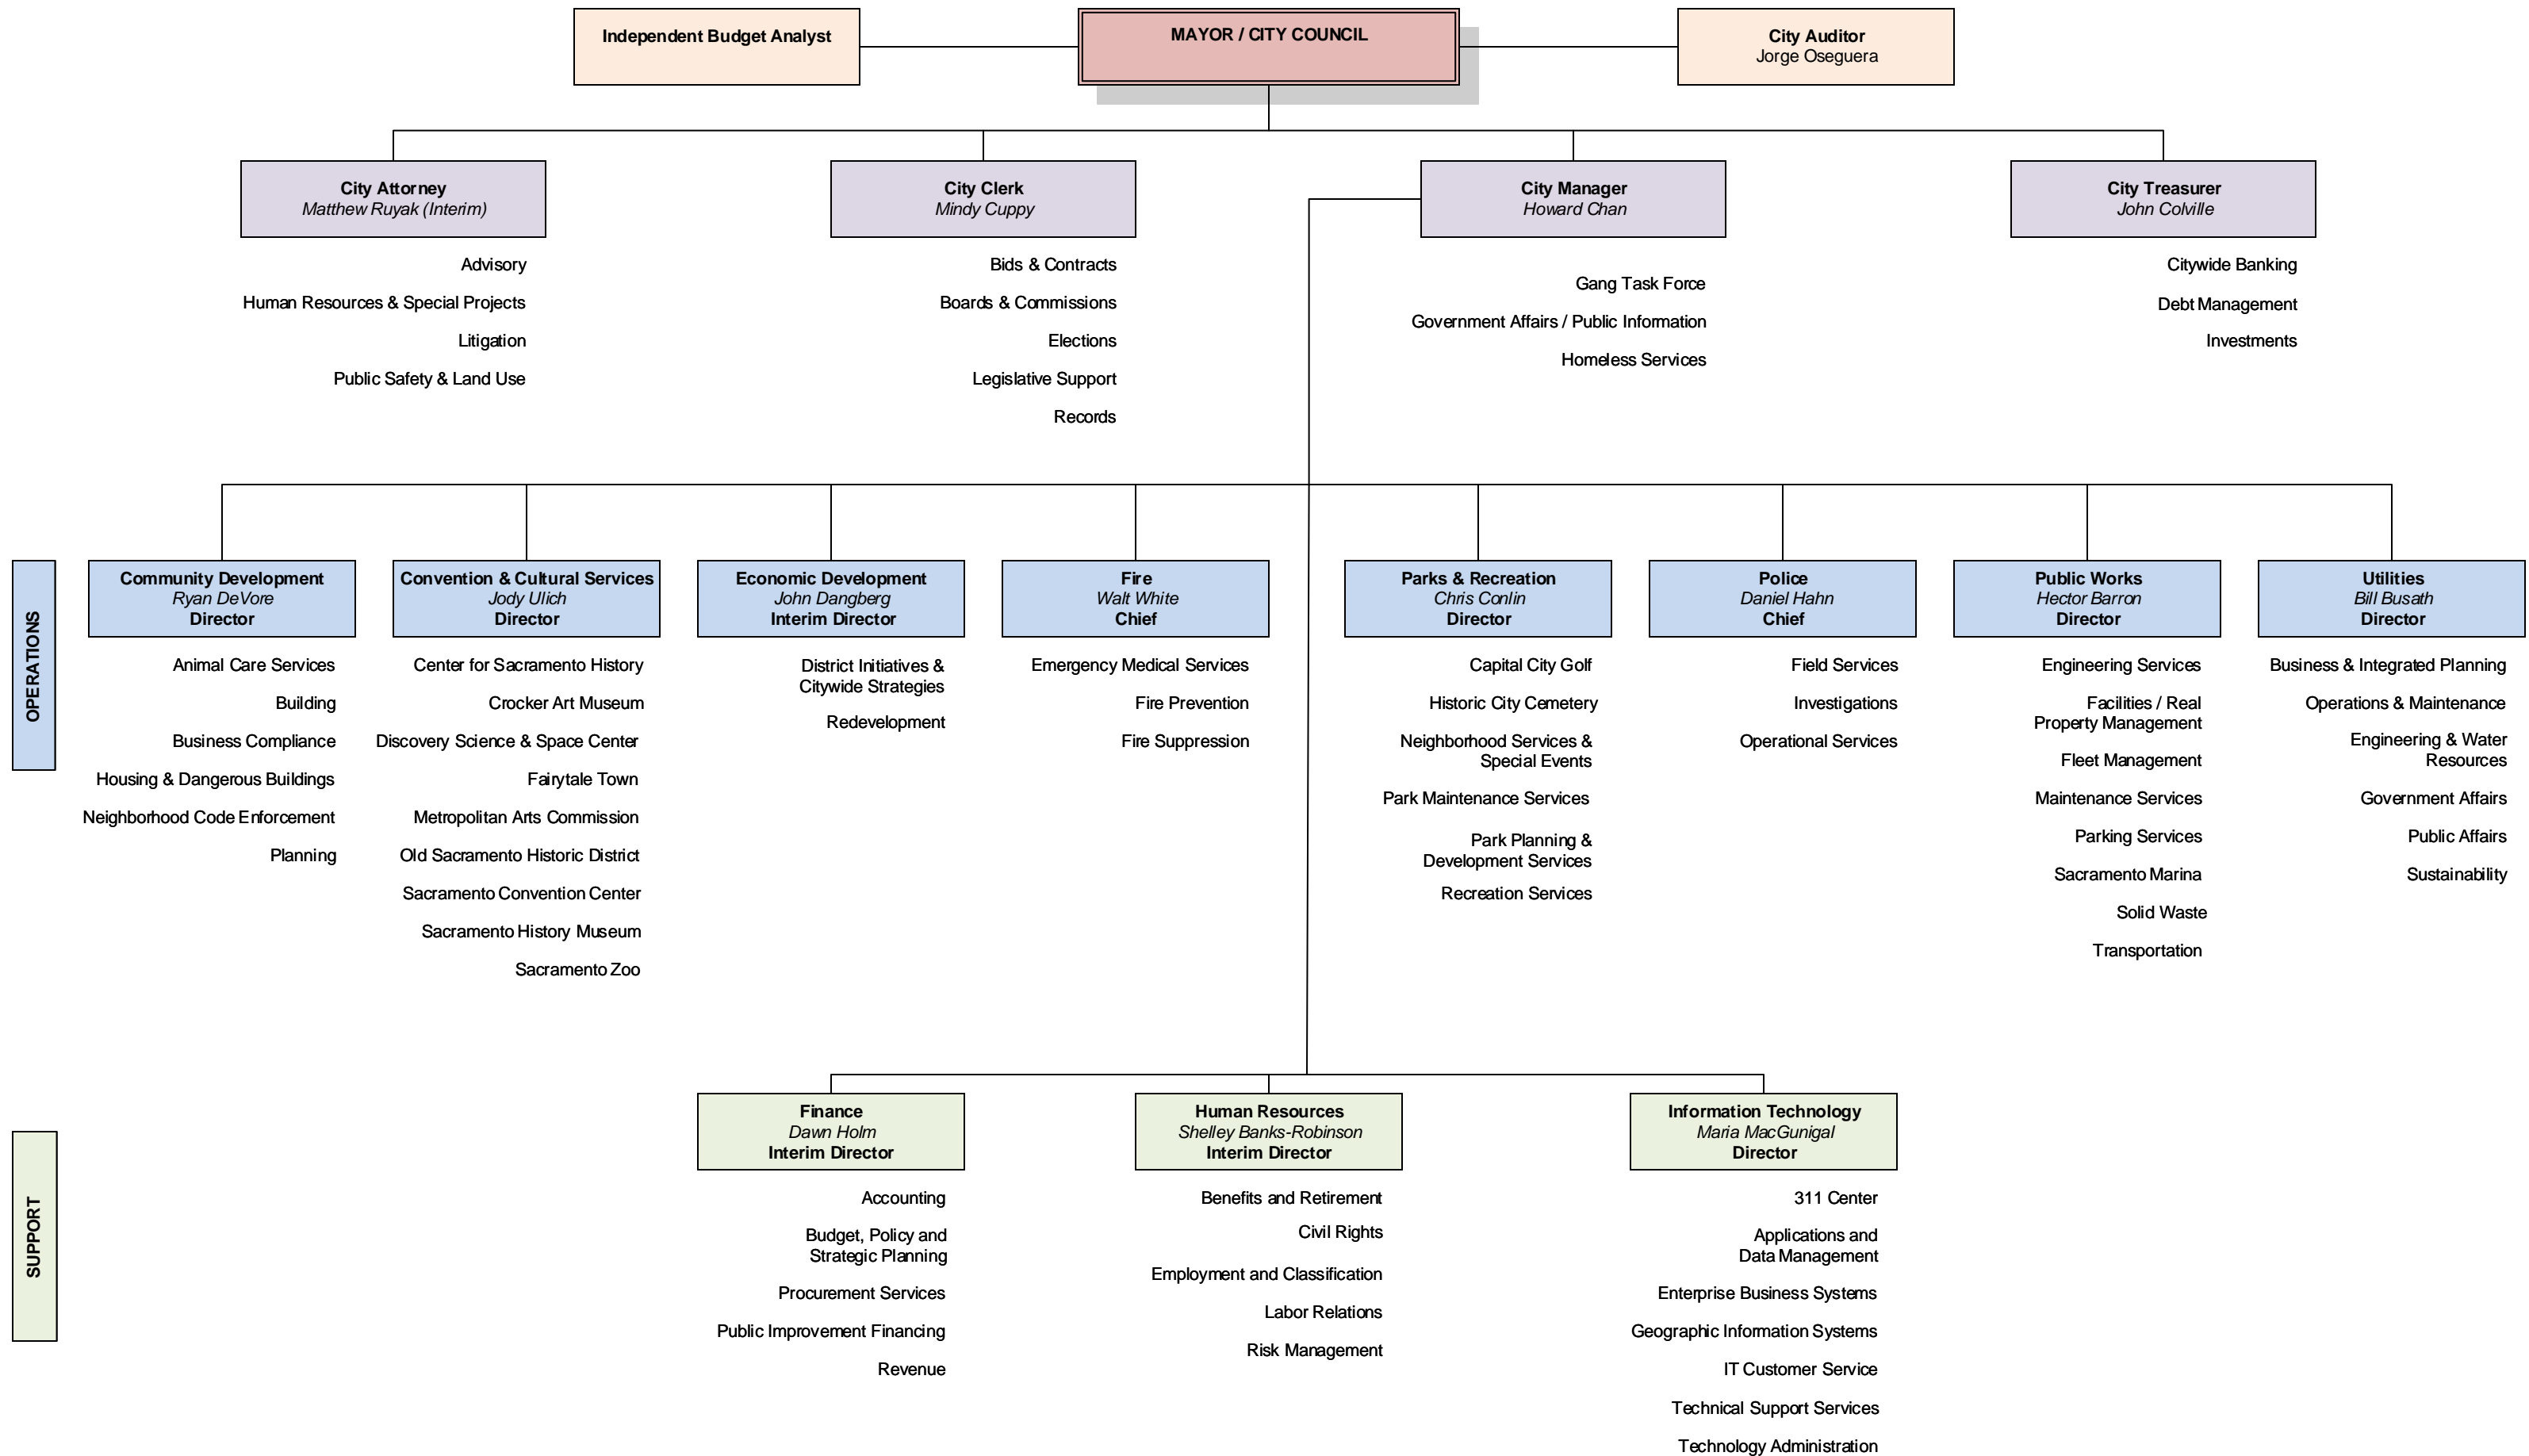 Independent Budget Analyst
MAYOR / CITY COUNCIL
City Auditor
Jorge Oseguera
City Attorney
Matthew Ruyak (Interim)
Advisory
Human Resources & Special Projects
Litigation
Public Safety & Land Use
City Clerk
Mindy Cuppy
Bids & Contracts
Boards & Commissions
Elections
Legislative Support
Records
City Manager
Howard Chan
Gang Task Force
Government Affairs / Public Information
Homeless Services
City Treasurer
John Colville
Citywide Banking
Debt Management
Investments
OPERATIONS
Community Development
Ryan DeVore
Director
Animal Care Services
Building
Business Compliance
Housing & Dangerous Buildings
Neighborhood Code Enforcement
Planning
Convention & Cultural Services
Jody Ulich
Director
Center for Sacramento History
Crocker Art Museum
Discovery Science & Space Center
Fairytale Town
Metropolitan Arts Commission
Old Sacramento Historic District
Sacramento Convention Center
Sacramento History Museum
Sacramento Zoo
Economic Development
John Dangberg
Interim Director
District Initiatives &
Citywide Strategies
Redevelopment
Fire
Walt White
Chief
Emergency Medical Services
Fire Prevention
Fire Suppression
Parks & Recreation
Chris Conlin
Director
Capital City Golf
Historic City Cemetery
Neighborhood Services &
Special Events
Park Maintenance Services
Park Planning &
Development Services
Recreation Services
Police
Daniel Hahn
Chief
Field Services
Investigations
Operational Services
Public Works
Hector Barron
Director
Engineering Services
Facilities / Real
Property Management
Fleet Management
Maintenance Services
Parking Services
Sacramento Marina
Solid Waste
Transportation
Utilities
Bill Busath
Director
Business & Integrated Planning
Operations & Maintenance
Engineering & Water
Resources
Government Affairs
Public Affairs
Sustainability
SUPPORT
Finance
Dawn Holm
Interim Director
Accounting
Budget, Policy and
Strategic Planning
Procurement Services
Public Improvement Financing
Revenue
Human Resources
Shelley Banks-Robinson
Interim Director
Benefits and Retirement
Civil Rights
Employment and Classification
Labor Relations
Risk Management
Information Technology
Maria MacGunigal
Director
311 Center
Applications and
Data Management
Enterprise Business Systems
Geographic Information Systems
IT Customer Service
Technical Support Services
Technology Administration